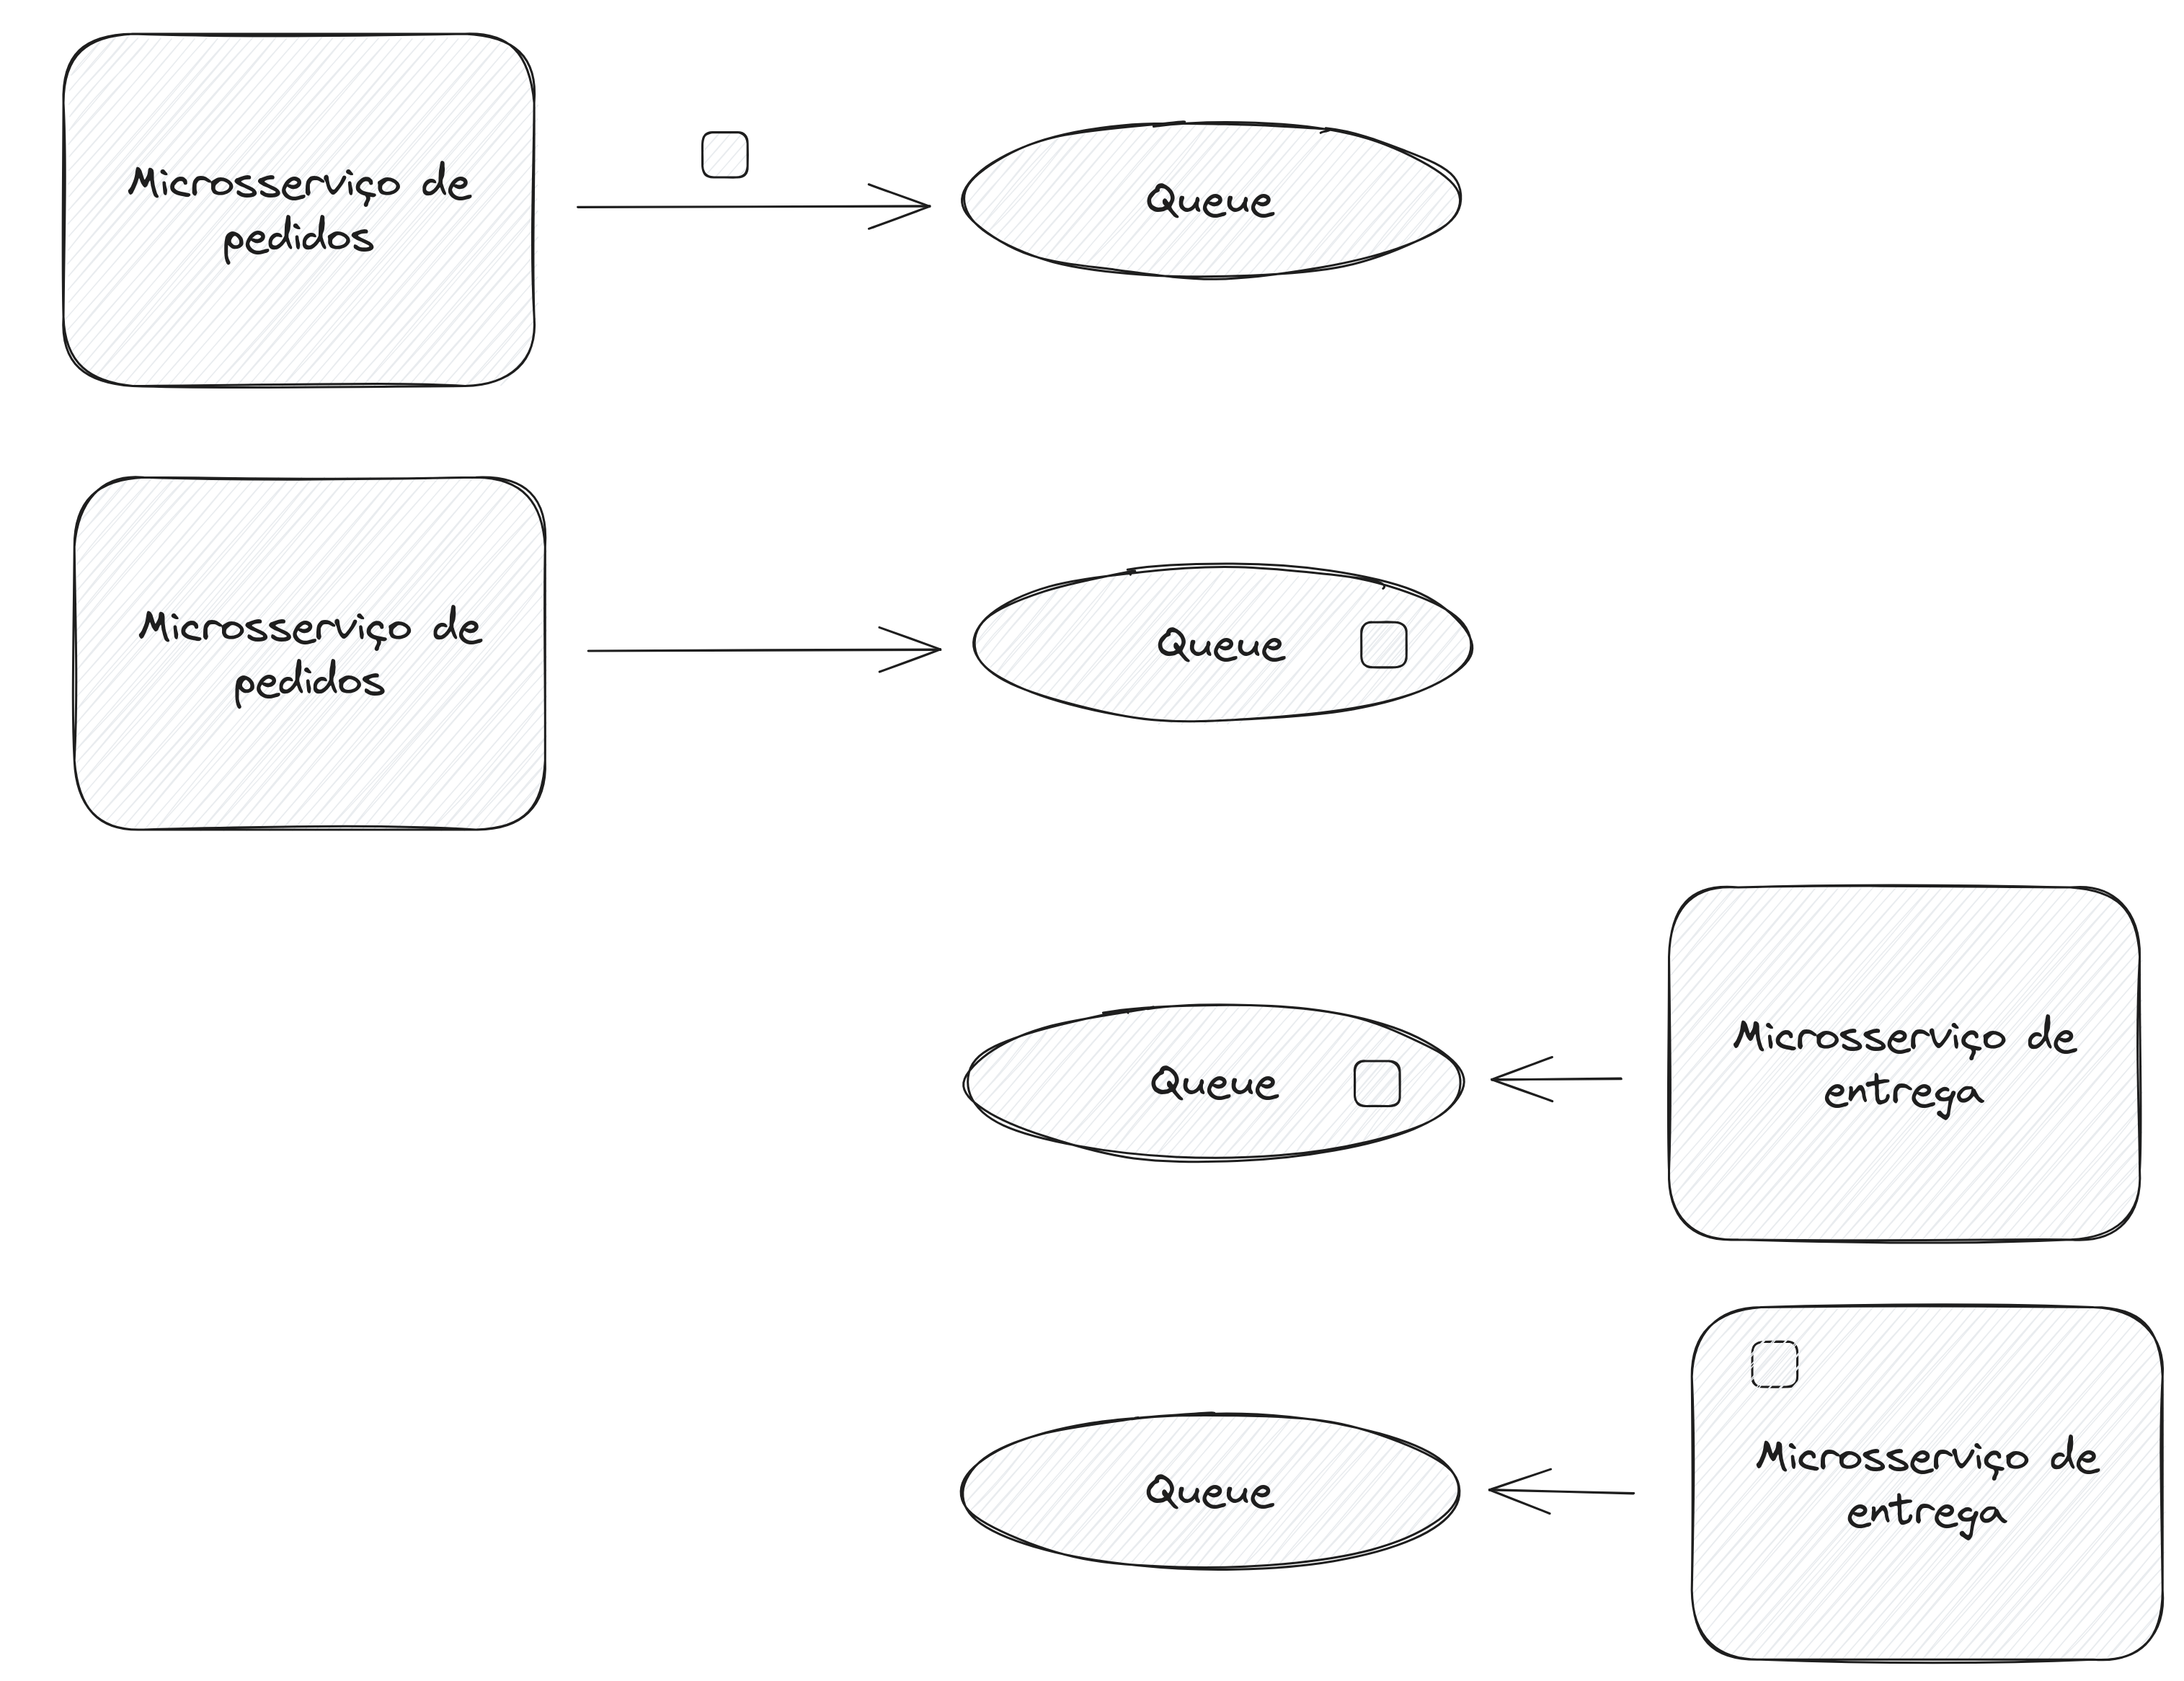 Microsserviço de
pedidos
Queue
Microsserviço de
pedidos
Queue
Queue
Microsserviço de
entrega
Queue
Microsserviço de
entrega